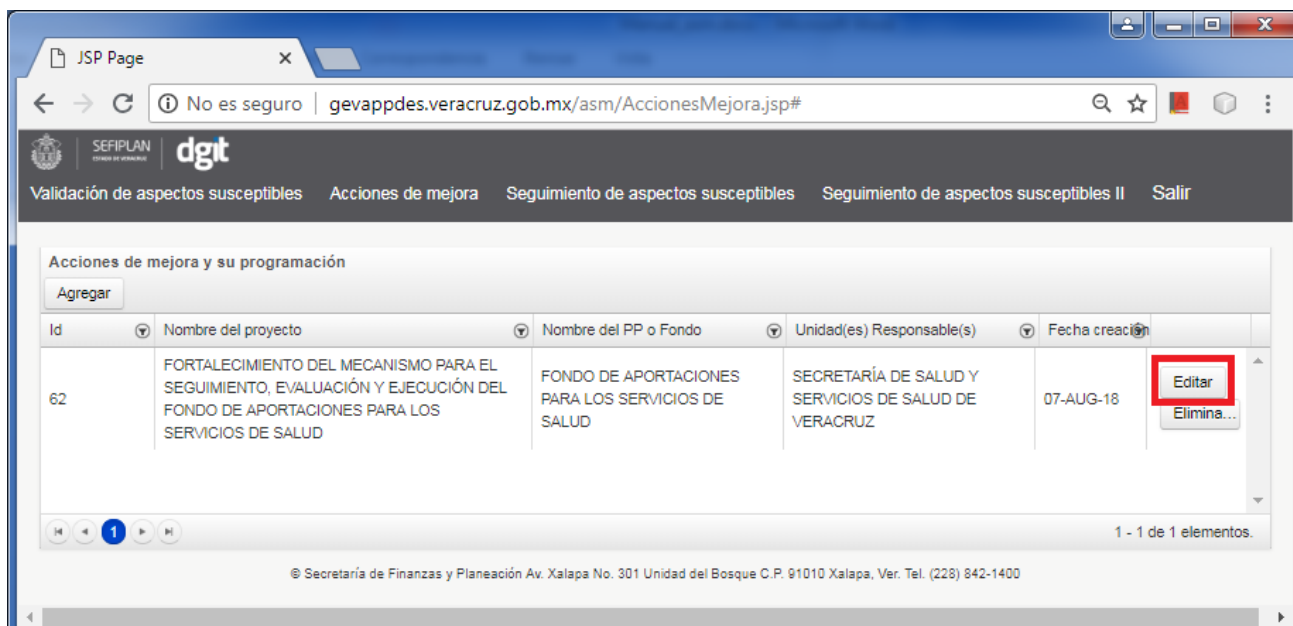 JSP Page
No es seguro | gevappdes.veracruz.gob.mx/asm/AccionesMejora.jsp#
SEFIPLAN dgit
Validación de aspectos susceptibles Acciones de mejora Seguimiento de aspectos susceptibles Seguimiento de aspectos susceptibles II Salir
Acciones de mejora y su programación
Agregar
Id Nombre del proyecto Nombre del PP o Fondo Unidad(es) Responsable(s) Fecha creación
62
FORTALECIMIENTO DEL MECANISMO PARA EL
SEGUIMIENTO, EVALUACIÓN Y EJECUCIÓN DEL
FONDO DE APORTACIONES PARA LOS
SERVICIOS DE SALUD
FONDO DE APORTACIONES
PARA LOS SERVICIOS DE
SALUD
SECRETARÍA DE SALUD Y
SERVICIOS DE SALUD DE
VERACRUZ
07-AUG-18
Editar
Elimina...
1
1 - 1 de 1 elementos.
© Secretaría de Finanzas y Planeación Av. Xalapa No. 301 Unidad del Bosque C.P. 91010 Xalapa, Ver. Tel. (228) 842-1400